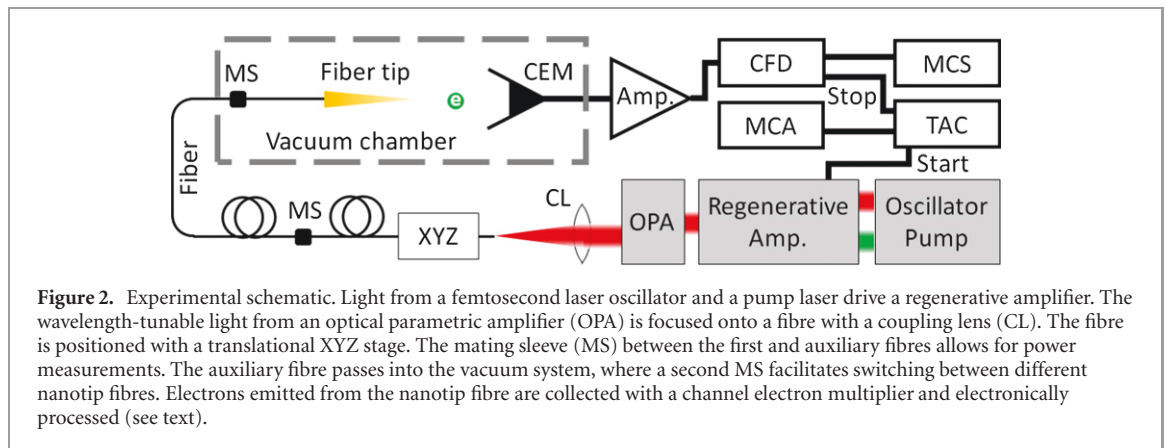 MS
Fiber tip
CEM
e
Vacuum chamber
Amp.
CFD
MCS
Stop
MCA
TAC
Start
Fiber
MS
XYZ
CL
OPA
Regenerative
Amp.
Oscillator
Pump
Figure 2. Experimental schematic. Light from a femtosecond laser oscillator and a pump laser drive a regenerative amplifier. The
wavelength-tunable light from an optical parametric amplifier (OPA) is focused onto a fibre with a coupling lens (CL). The fibre
is positioned with a translational XYZ stage. The mating sleeve (MS) between the first and auxiliary fibres allows for power
measurements. The auxiliary fibre passes into the vacuum system, where a second MS facilitates switching between different
nanotip fibres. Electrons emitted from the nanotip fibre are collected with a channel electron multiplier and electronically
processed (see text).